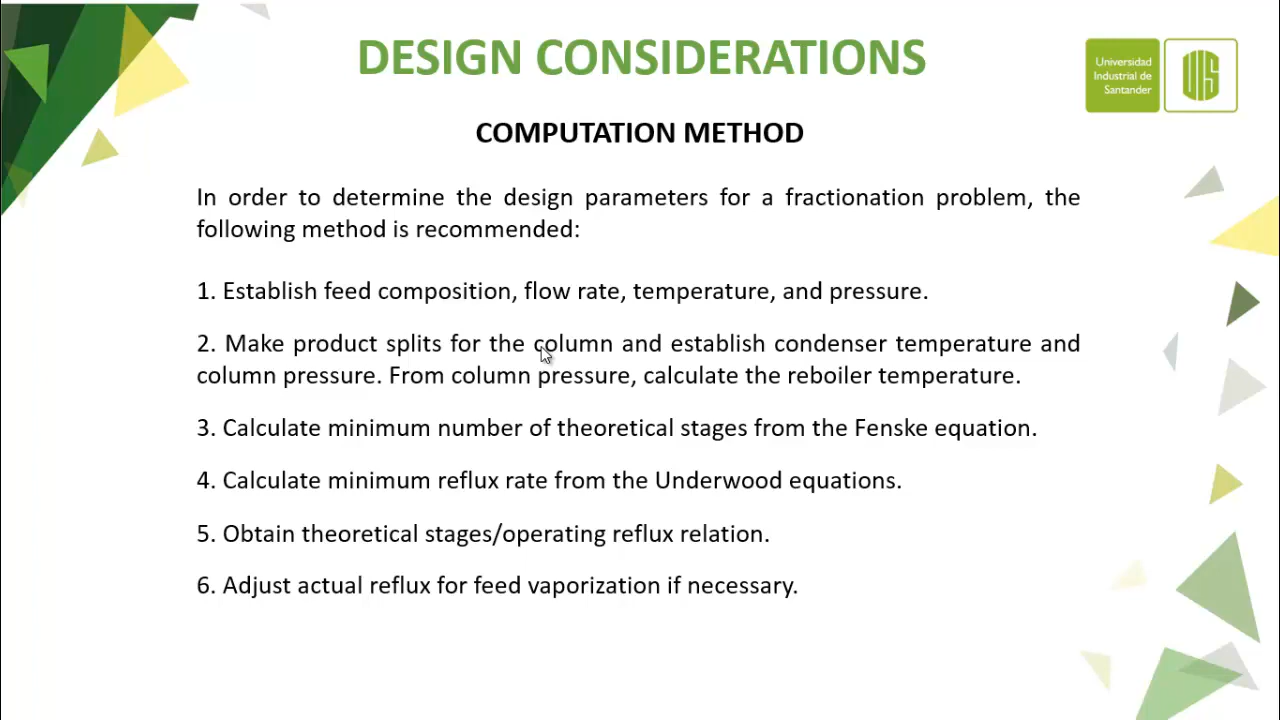 DESIGN CONSIDERATIONS
Universidad
Industrial de
Santander
UIS
COMPUTATION METHOD
In order to determine the design parameters for a fractionation problem, the
following method is recommended:
1. Establish feed composition, flow rate, temperature, and pressure.
2. Make product splits for the column and establish condenser temperature and
column pressure. From column pressure, calculate the reboiler temperature.
3. Calculate minimum number of theoretical stages from the Fenske equation.
4. Calculate minimum reflux rate from the Underwood equations.
5. Obtain theoretical stages/operating reflux relation.
6. Adjust actual reflux for feed vaporization if necessary.